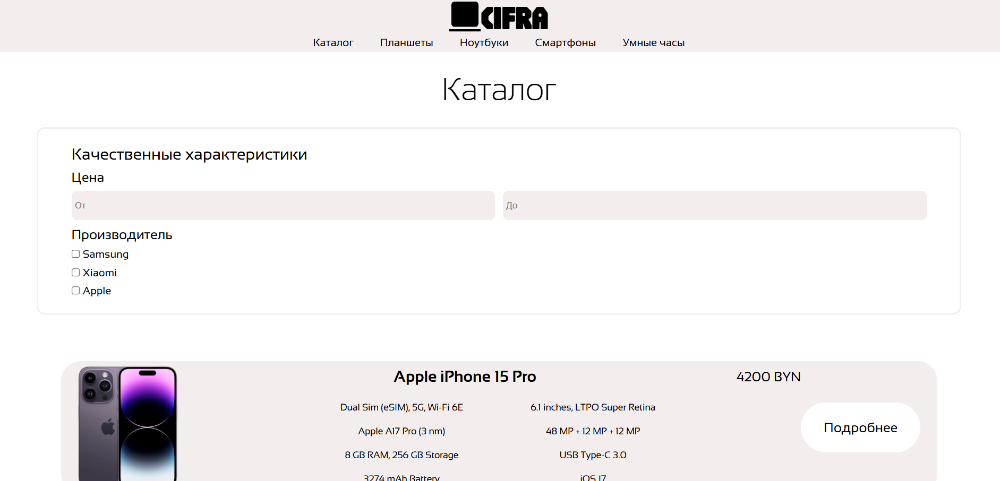 CIFRA
Каталог Планшеты Ноутбуки Смартфоны Умные часы
Каталог
Качественные характеристики
Цена
От До
Производитель
Samsung
Xiaomi
Apple
Apple iPhone 15 Pro 4200 BYN
Dual Sim (eSIM), 5G, Wi-Fi 6E 6.1 inches, LTPO Super Retina
Apple A17 Pro (3 nm) 48 MP + 12 MP + 12 MP
Подробнее
8 GB RAM, 256 GB Storage USB Type-C 3.0
3274 mAh Battery iOS 17